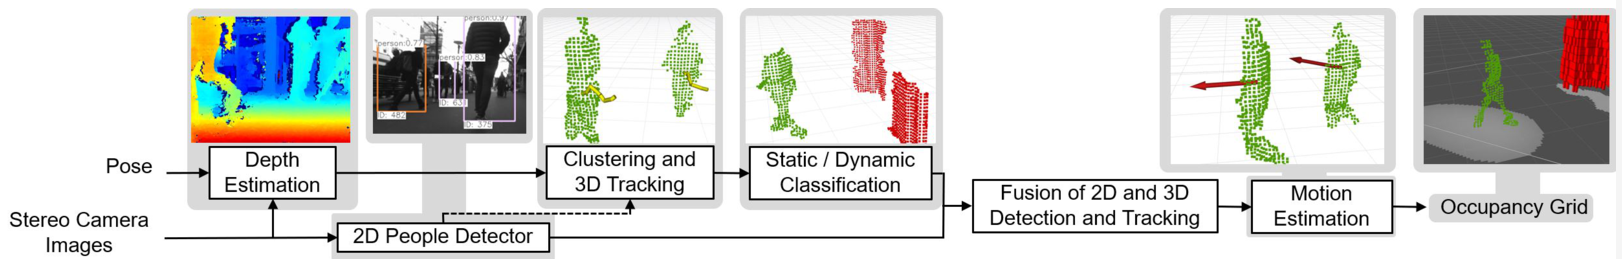 person:0.77
person:0.97
person:0.83
ID: 482
ID: 63
ID: 375
Pose
Depth
Estimation
Clustering and
3D Tracking
Static / Dynamic
Classification
Fusion of 2D and 3D
Detection and Tracking
Motion
Estimation
Occupancy Grid
Stereo Camera
Images
2D People Detector